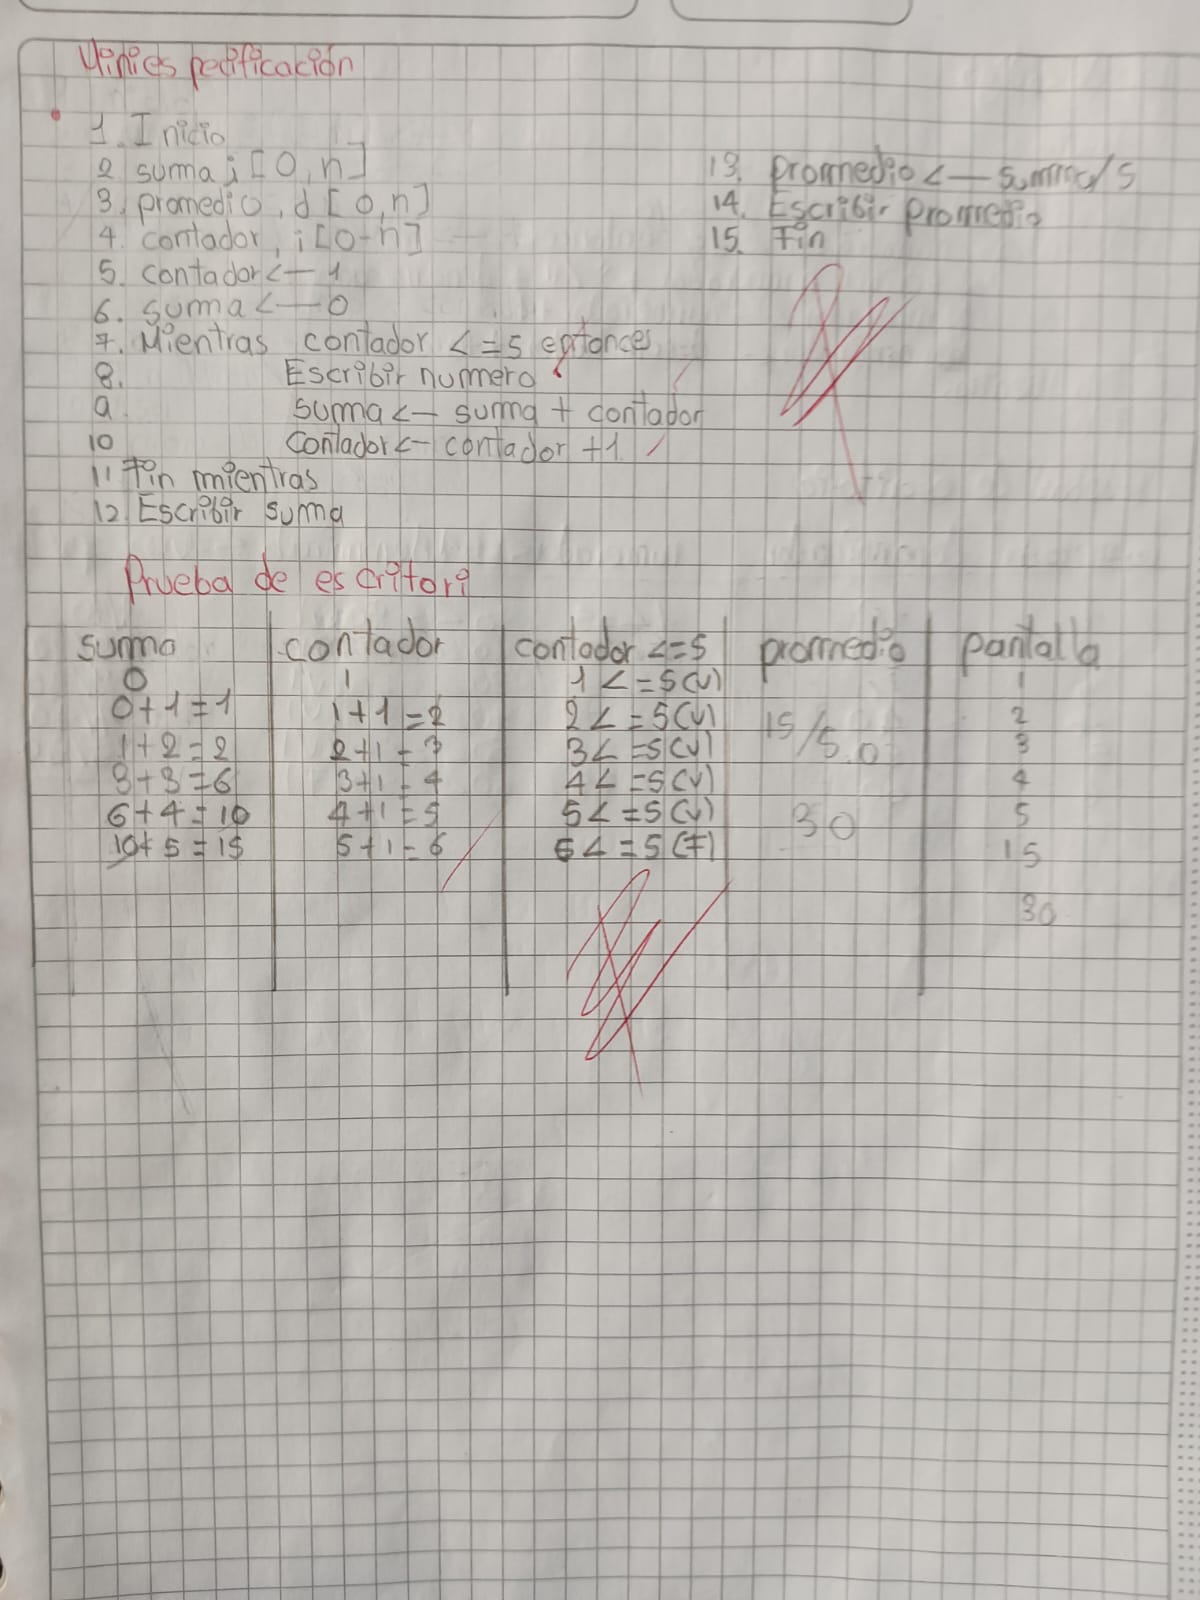 Miniespecificación
1. Inicio
2 suma, i [0,n]
3. promedio, d [0,n]
4. contador, i [0-n]
5. contador <— 1
6. suma <— 0
7. Mientras contador <=5 entonces
8. Escribir numero
9 suma <— suma + contador
10 contador <— contador +1
11 Fin mientras
12. Escribir suma
13. promedio <— suma/5
14. Escribir promedio
15. Fin
Prueba de escritori
suma contador contador <=5 promedio pantalla
0 1 1 <=5(v) 1
0+1=1 1+1=2 2<=5(v) 15/5.0 2
1+2=2 2+1=3 3<=5(v) 3
3+3=6 3+1=4 4<=5(v) 4
6+4=10 4+1=5 5<=5(v) 30 5
10+5=15 5+1=6 6<=5(F) 15
30